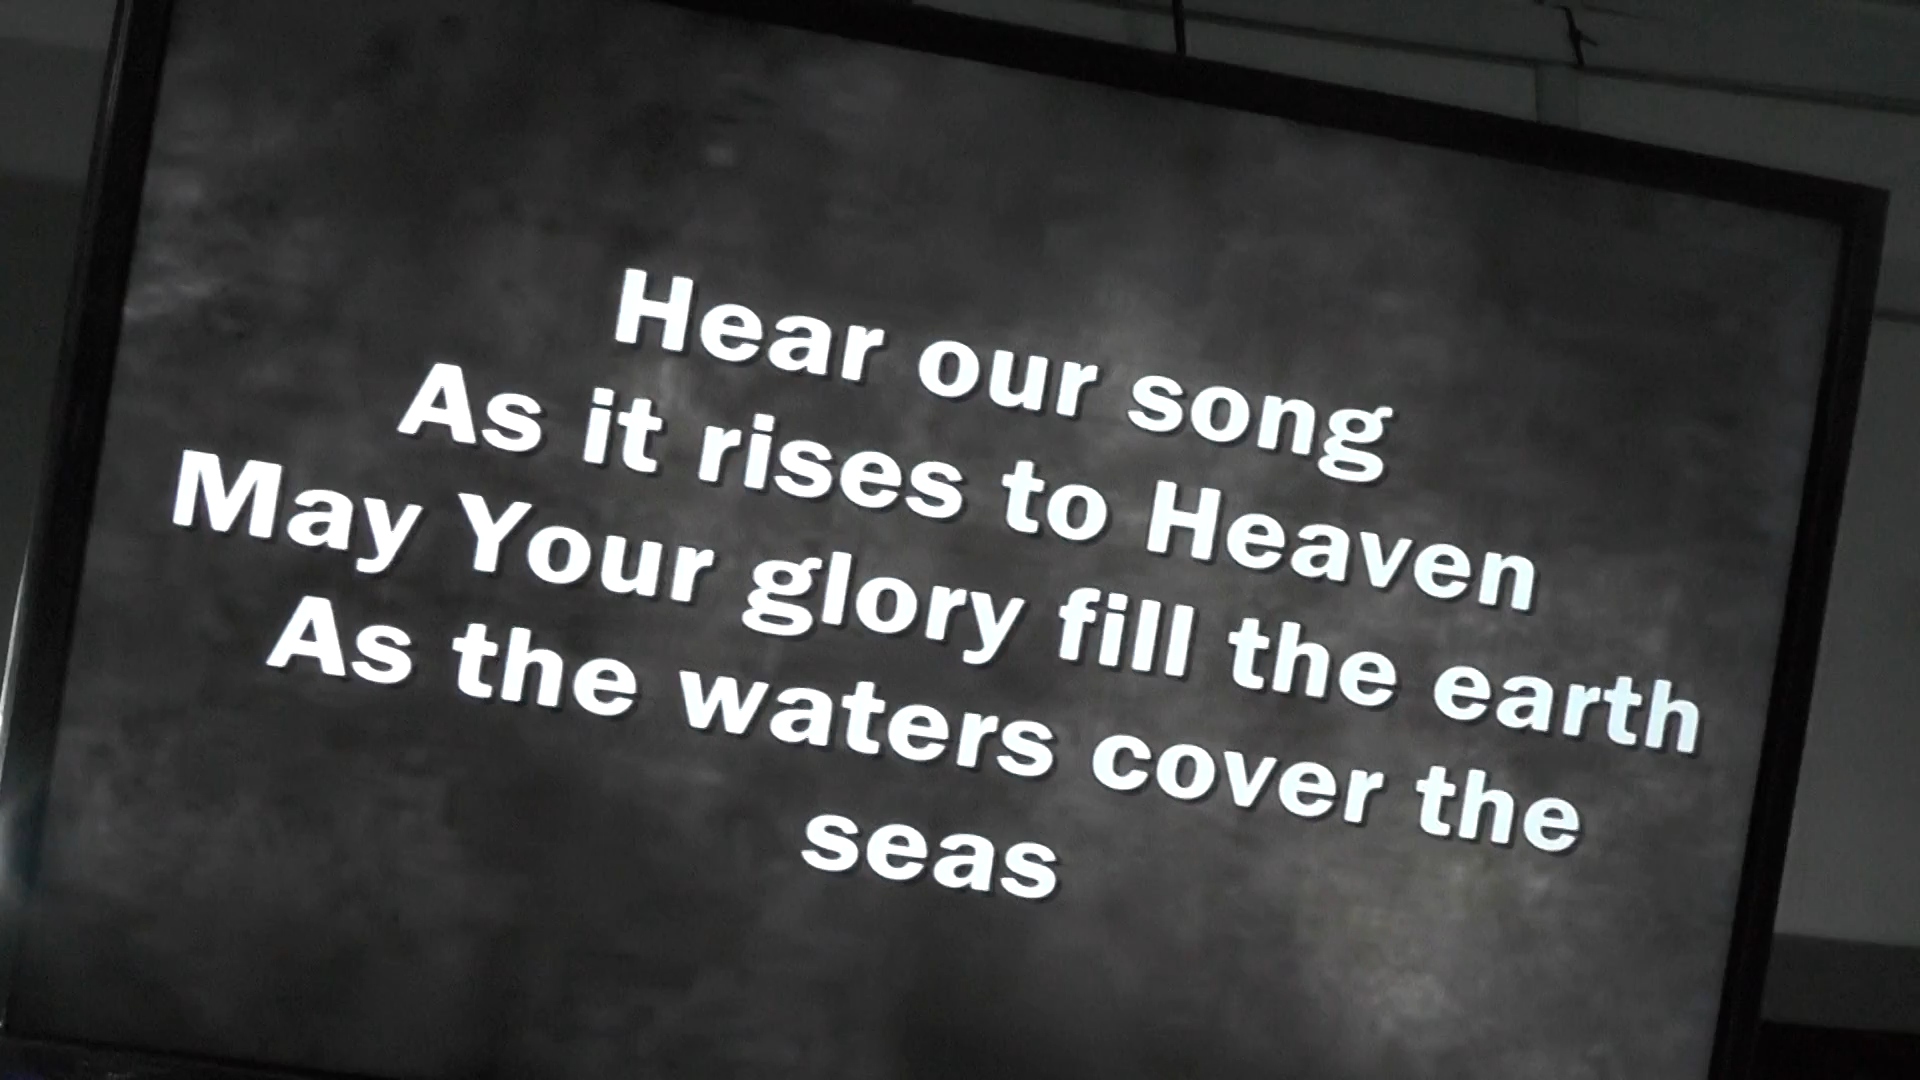 Hear our song
As it rises to Heaven
May Your glory fill the earth
As the waters cover the
seas